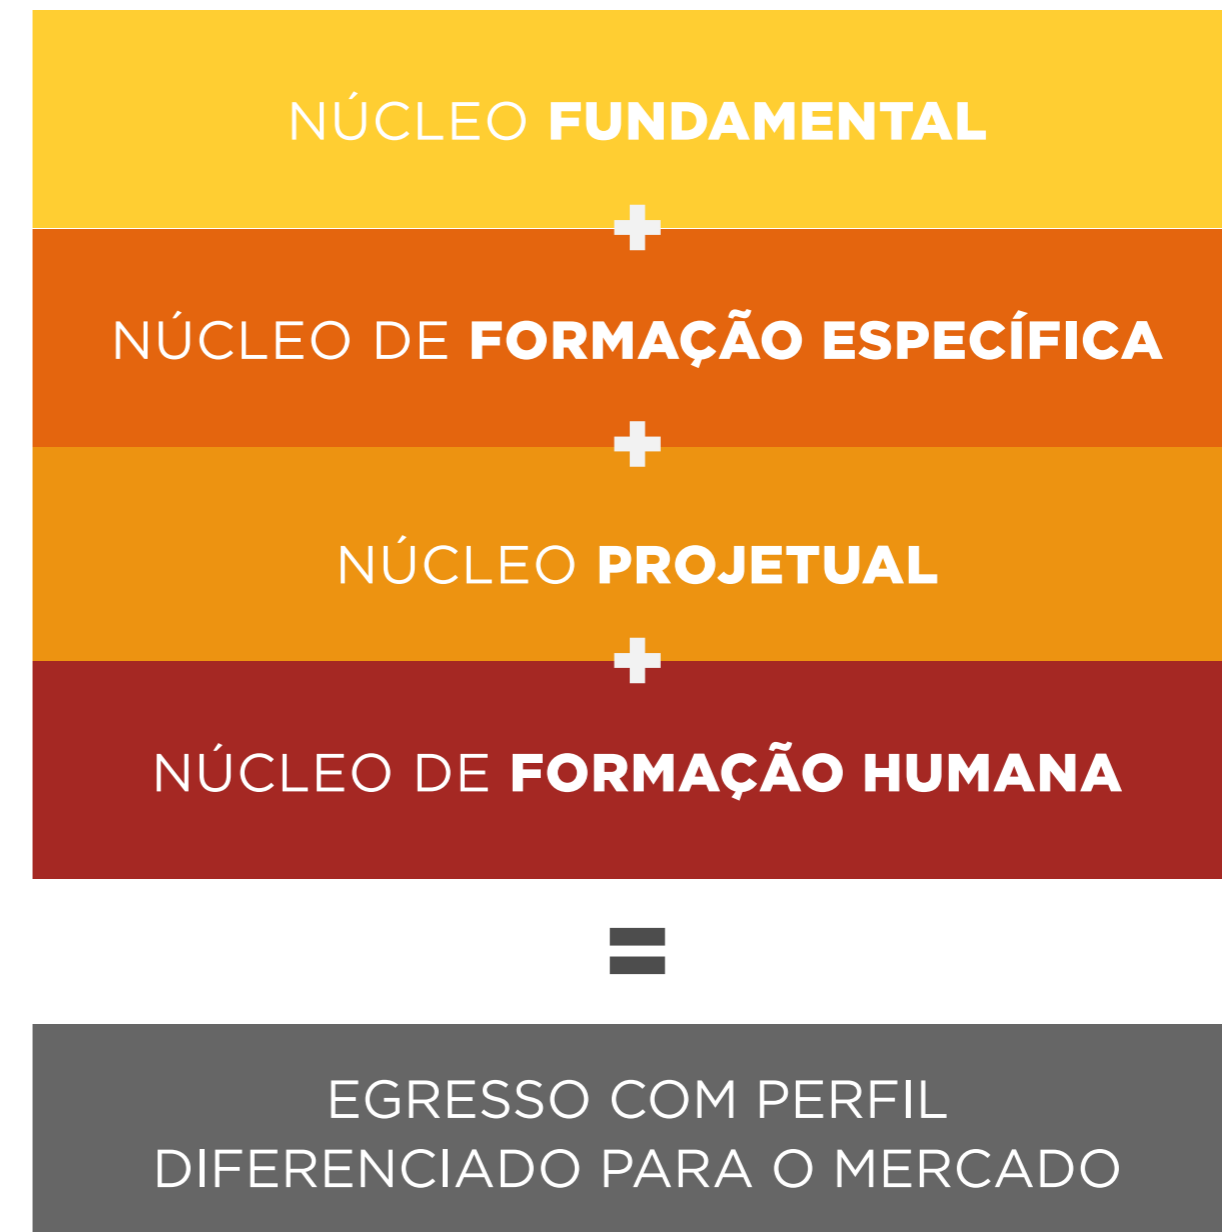 NÚCLEO FUNDAMENTAL
+
NÚCLEO DE FORMAÇÃO ESPECÍFICA
+
NÚCLEO PROJETUAL
+
NÚCLEO DE FORMAÇÃO HUMANA
=
EGRESSO COM PERFIL
DIFERENCIADO PARA O MERCADO